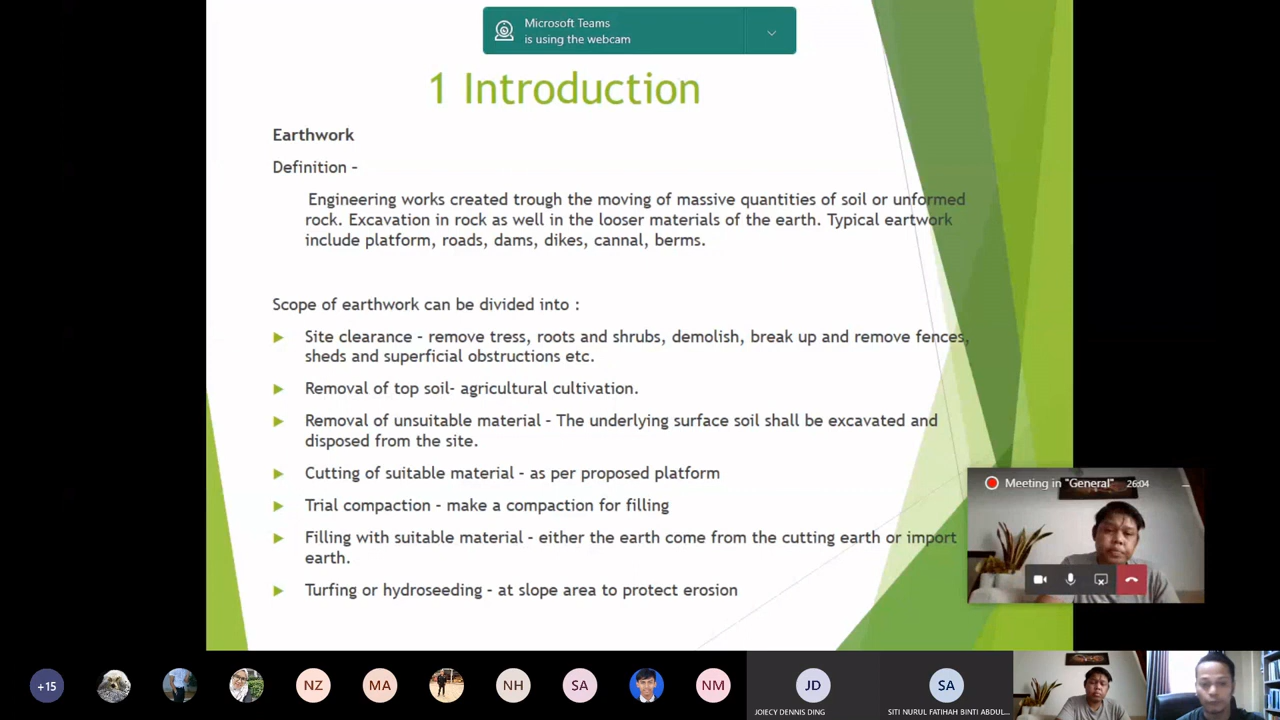 Microsoft Teams
is using the webcam
1 Introduction
Earthwork
Definition –
Engineering works created trough the moving of massive quantities of soil or unformed
rock. Excavation in rock as well in the looser materials of the earth. Typical eartwork
include platform, roads, dams, dikes, cannal, berms.
Scope of earthwork can be divided into :
Site clearance – remove tress, roots and shrubs, demolish, break up and remove fences,
sheds and superficial obstructions etc.
Removal of top soil- agricultural cultivation.
Removal of unsuitable material – The underlying surface soil shall be excavated and
disposed from the site.
Cutting of suitable material – as per proposed platform
Trial compaction – make a compaction for filling
Filling with suitable material – either the earth come from the cutting earth or import
earth.
Turfing or hydroseeding – at slope area to protect erosion
Meeting in "General" 26:04
+15
NZ
MA
NH
SA
NM
JD
SA
JOIECY DENNIS DING
SITI NURUL FATIHAH BINTI ABDUL...